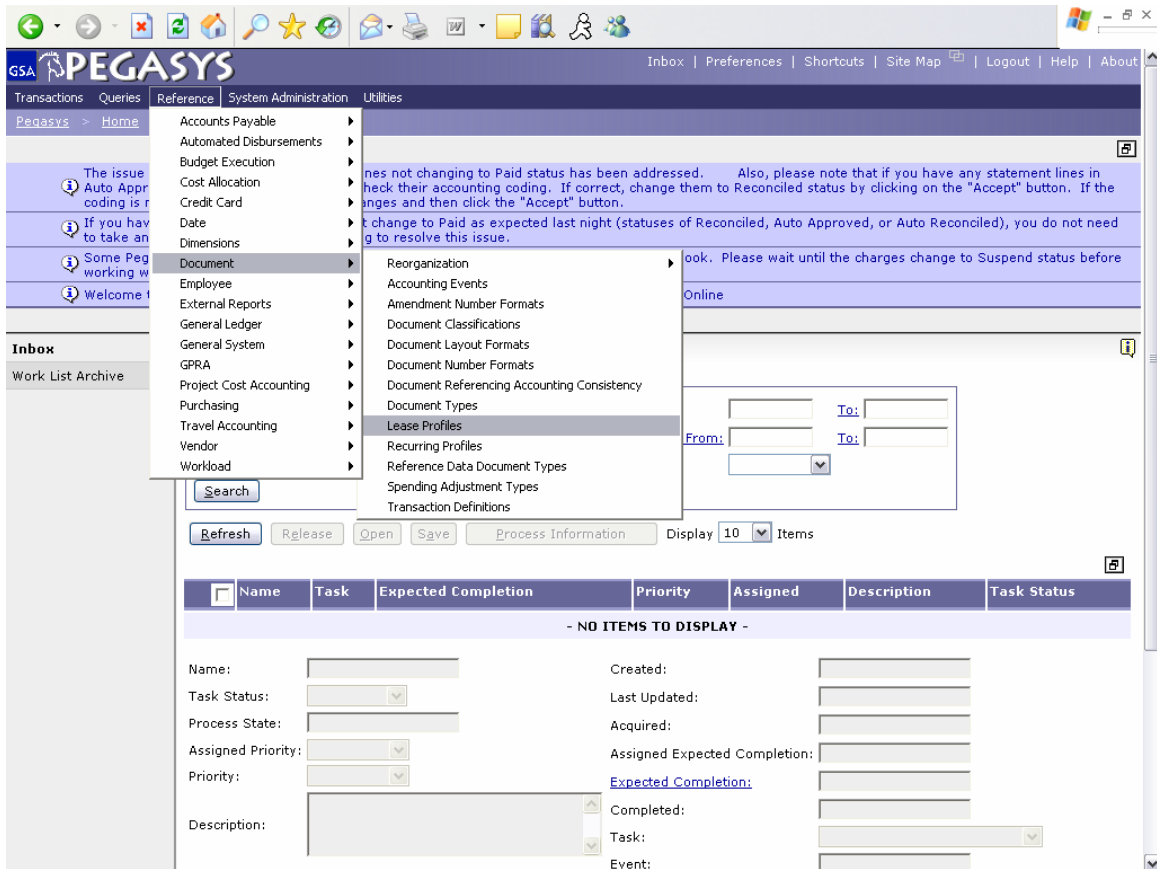 GSA PEGASYS
Inbox | Preferences | Shortcuts | Site Map | Logout | Help | About
Transactions Queries Reference System Administration Utilities
Pegasys > Home
Accounts Payable
Automated Disbursements
Budget Execution
Cost Allocation
Credit Card
Date
Dimensions
Document
Employee
External Reports
General Ledger
General System
GPRA
Project Cost Accounting
Purchasing
Travel Accounting
Vendor
Workload
Reorganization
Accounting Events
Amendment Number Formats
Document Classifications
Document Layout Formats
Document Number Formats
Document Referencing Accounting Consistency
Document Types
Lease Profiles
Recurring Profiles
Reference Data Document Types
Spending Adjustment Types
Transaction Definitions
The issue nes not changing to Paid status has been addressed. Also, please note that if you have any statement lines in
Auto Appr heck their accounting coding. If correct, change them to Reconciled status by clicking on the "Accept" button. If the
coding is anges and then click the "Accept" button.
If you hav t change to Paid as expected last night (statuses of Reconciled, Auto Approved, or Auto Reconciled), you do not need
to take an g to resolve this issue.
Some Peg ook. Please wait until the charges change to Suspend status before
working w
Welcome Online
Inbox
Work List Archive
To:
From: To:
Search
Refresh Release Open Save Process Information Display 10 Items
Name Task Expected Completion Priority Assigned Description Task Status
- NO ITEMS TO DISPLAY -
Name: Created:
Task Status: Last Updated:
Process State: Acquired:
Assigned Priority: Assigned Expected Completion:
Priority: Expected Completion:
Description: Completed:
Task:
Event: